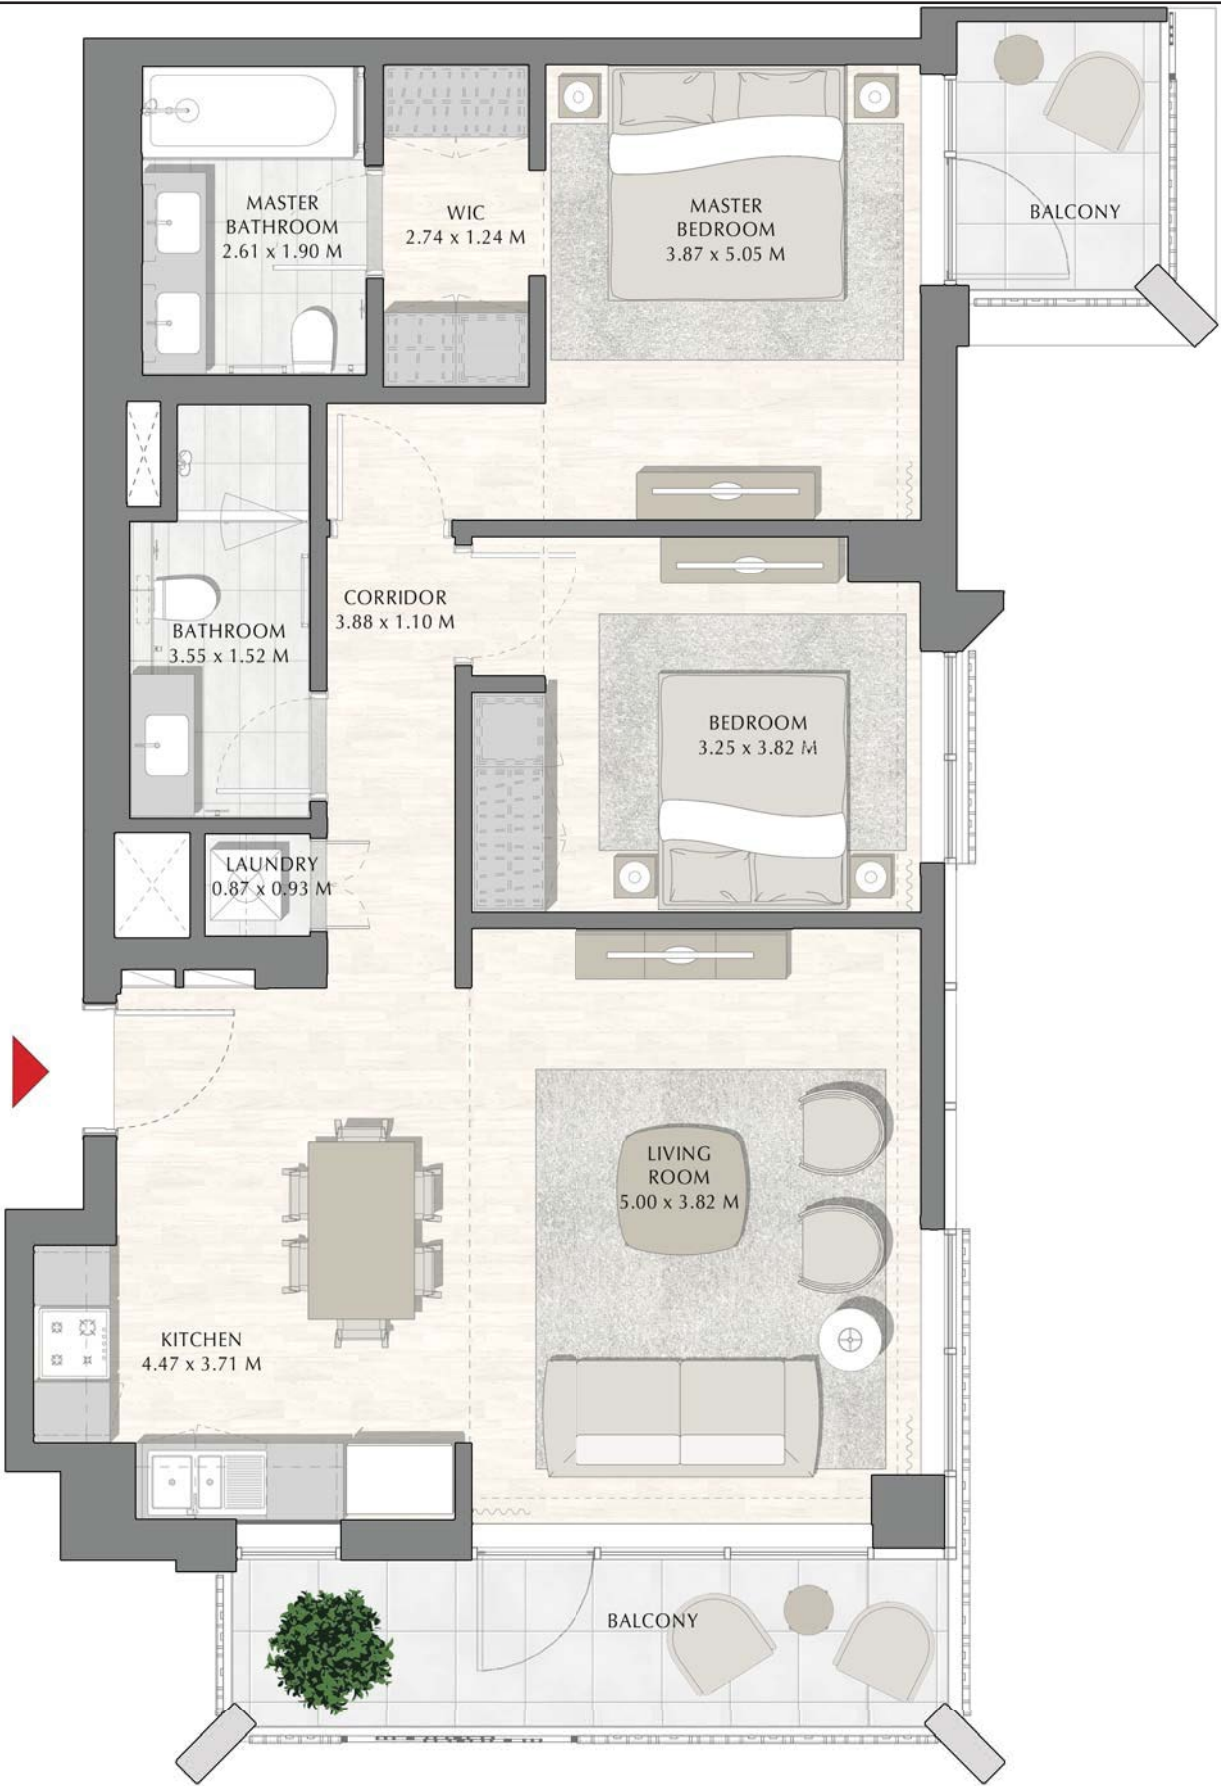 MASTER
BATHROOM
2.61 x 1.90 M
WIC
2.74 x 1.24 M
MASTER
BEDROOM
3.87 x 5.05 M
BALCONY
CORRIDOR
3.88 x 1.10 M
BATHROOM
3.55 x 1.52 M
BEDROOM
3.25 x 3.82 M
LAUNDRY
0.87 x 0.93 M
LIVING
ROOM
5.00 x 3.82 M
KITCHEN
4.47 x 3.71 M
BALCONY